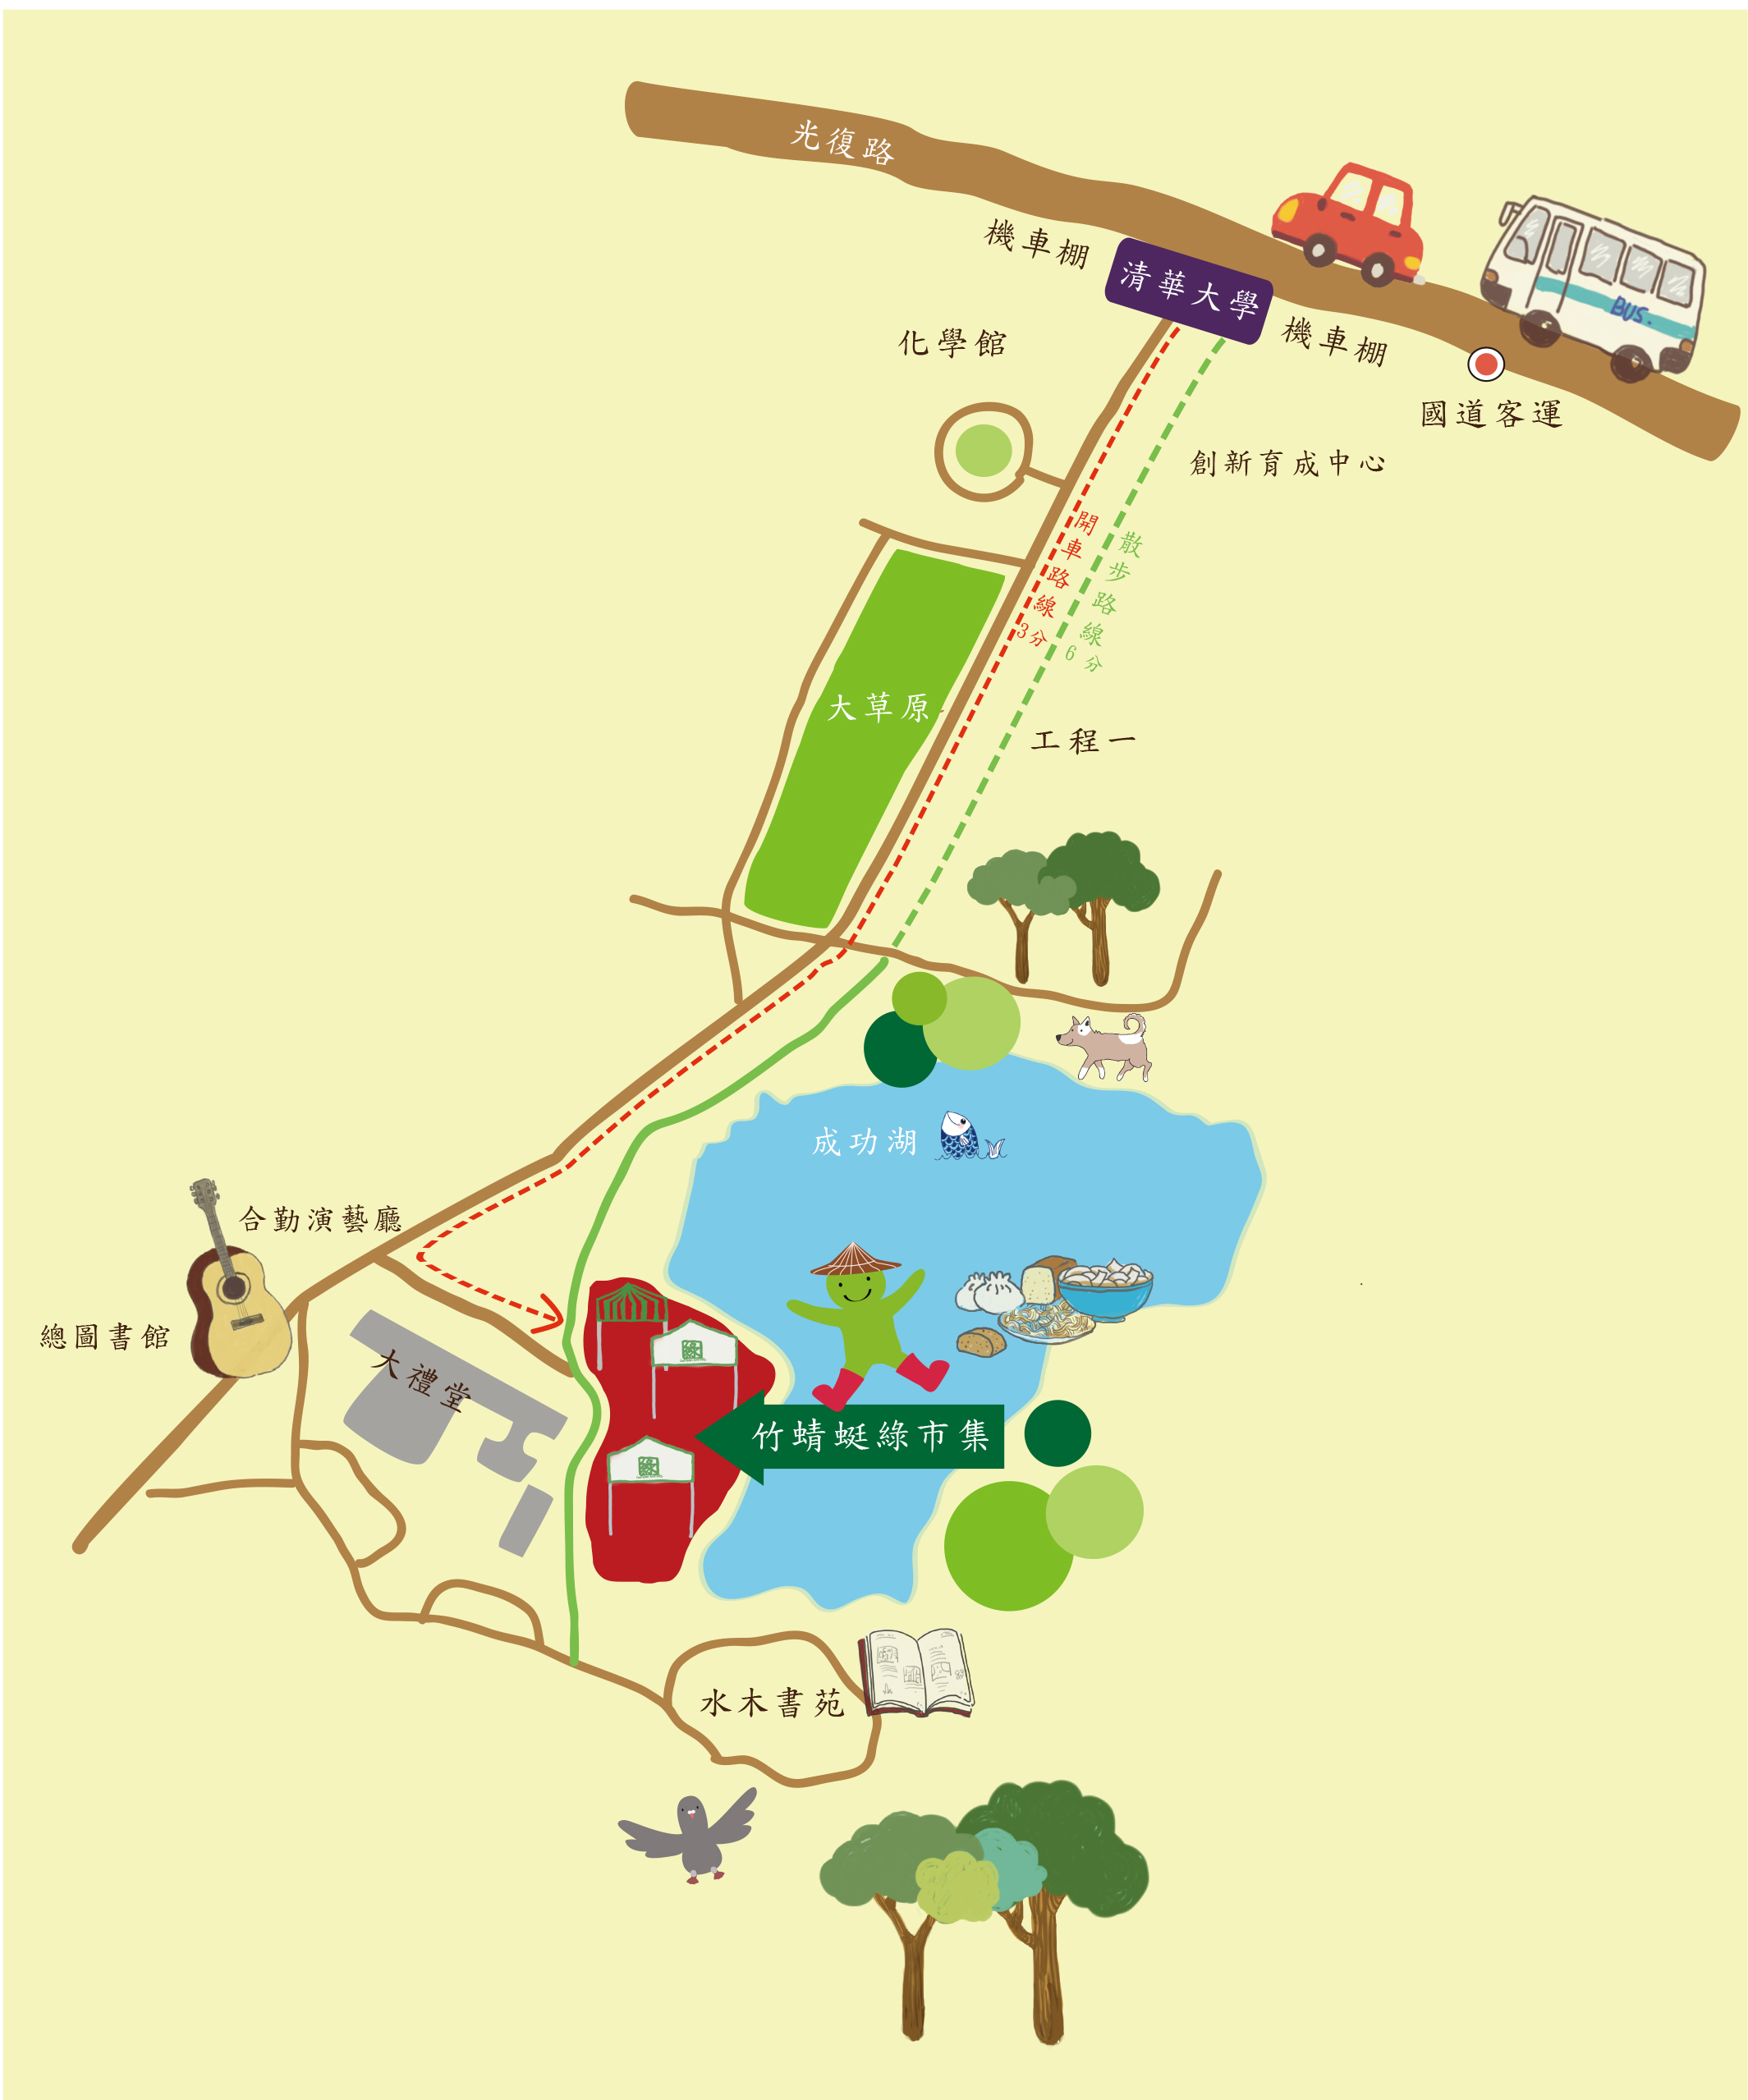 光復路
機車棚
清華大學
機車棚
化學館
BUS.
國道客運
創新育成中心
開車路線3分
散步路線6分
大草原
工程一
成功湖
合勤演藝廳
總圖書館
大禮堂
竹蜻蜓綠市集
水木書苑